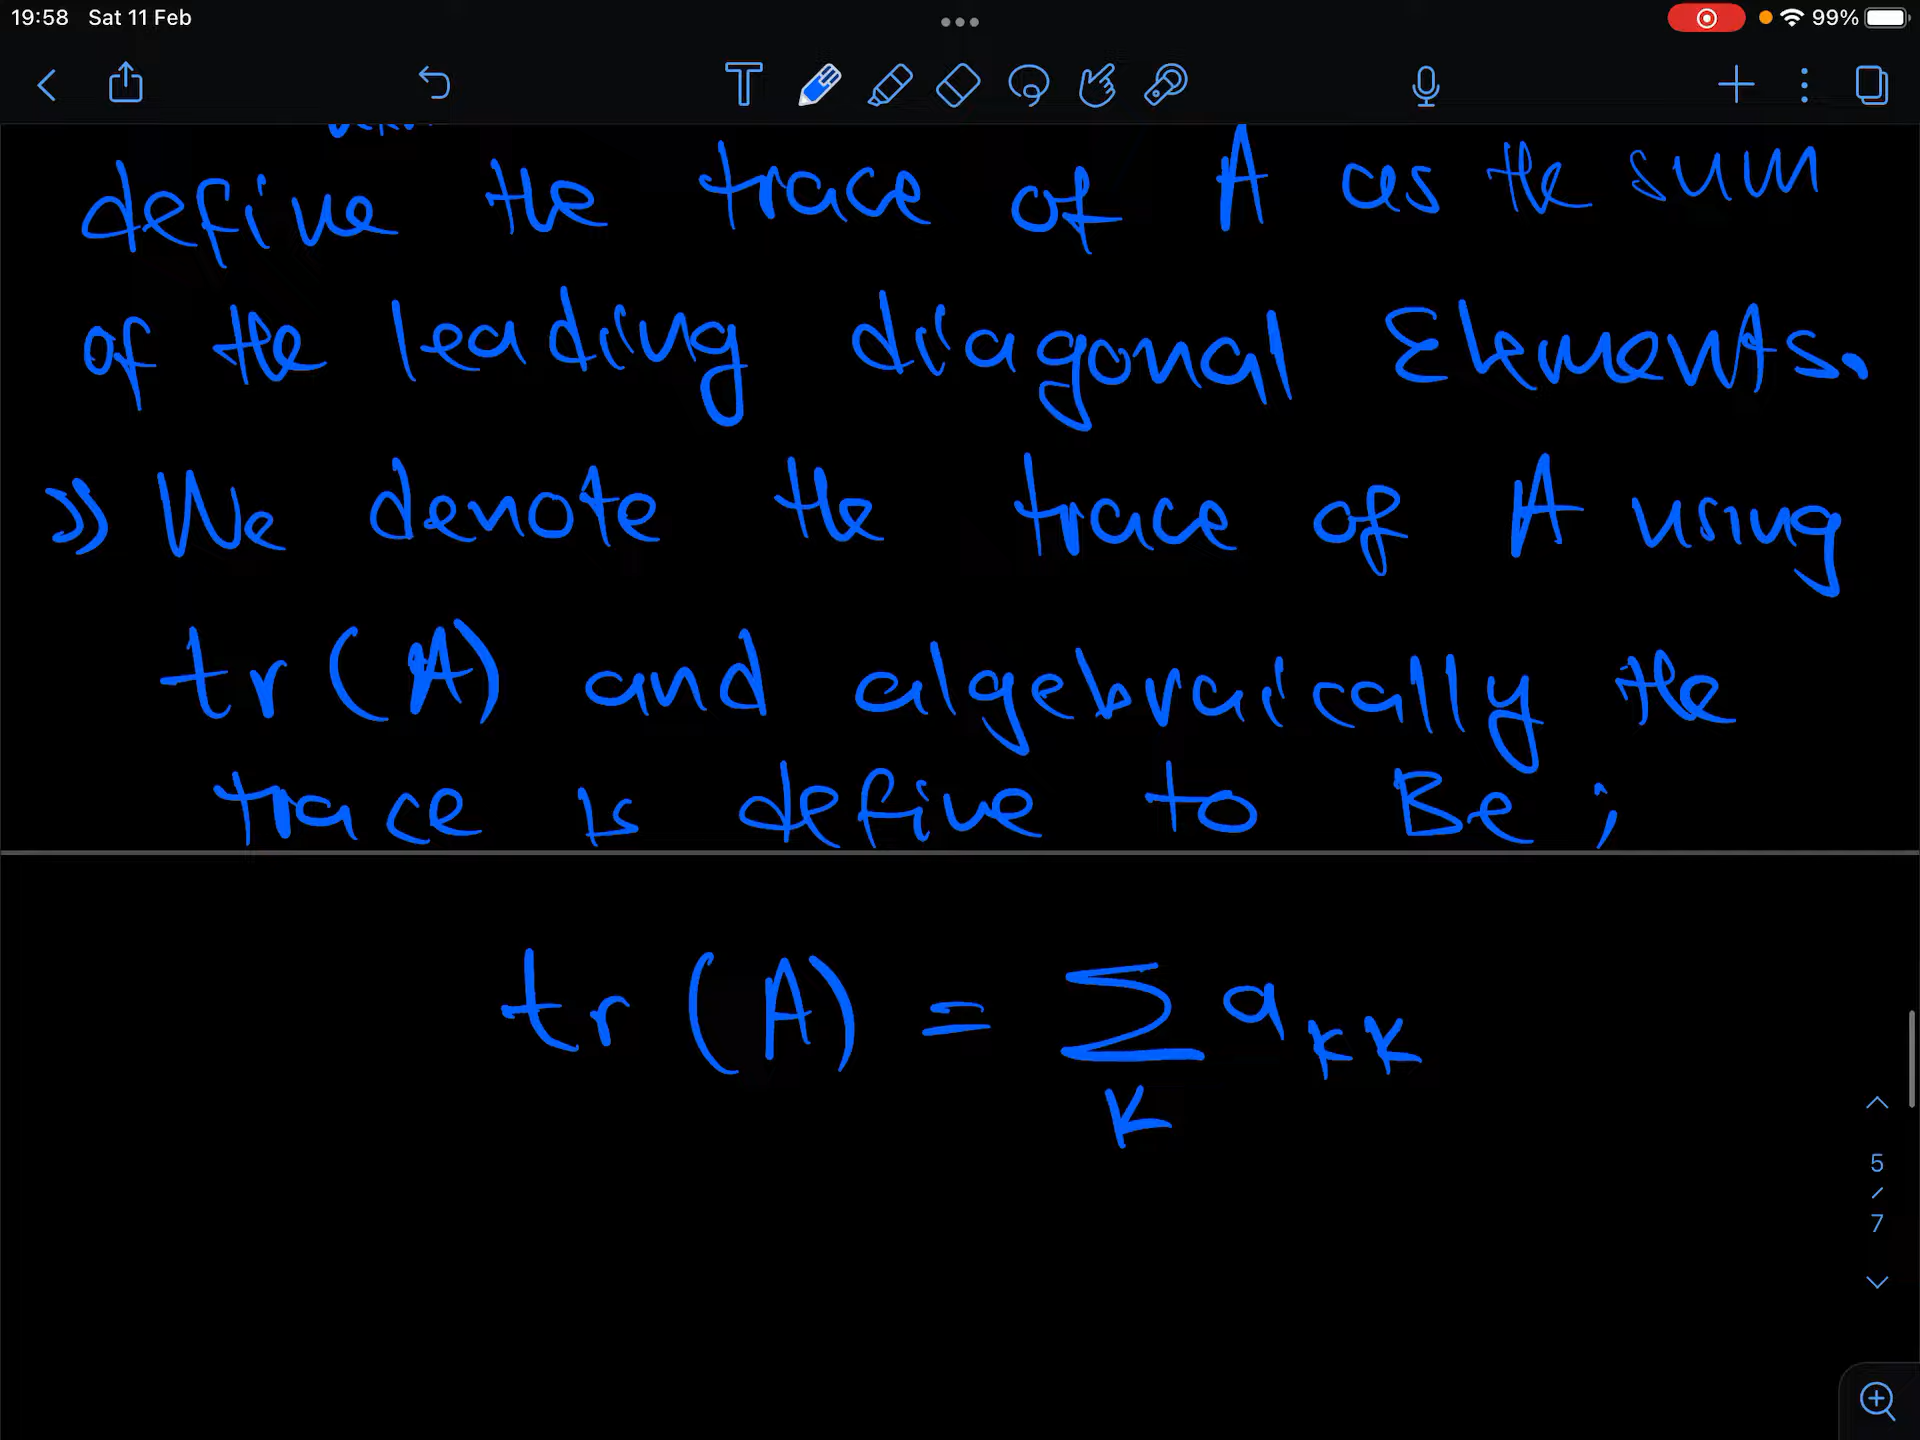 19:58 Sat 11 Feb
99%
define the trace of A as the sum
of the leading diagonal Elements.
We denote the trace of A using
tr(A) and algebraically the
trace is define to Be;
tr(A) = ∑ a_kk
k
5
/
7